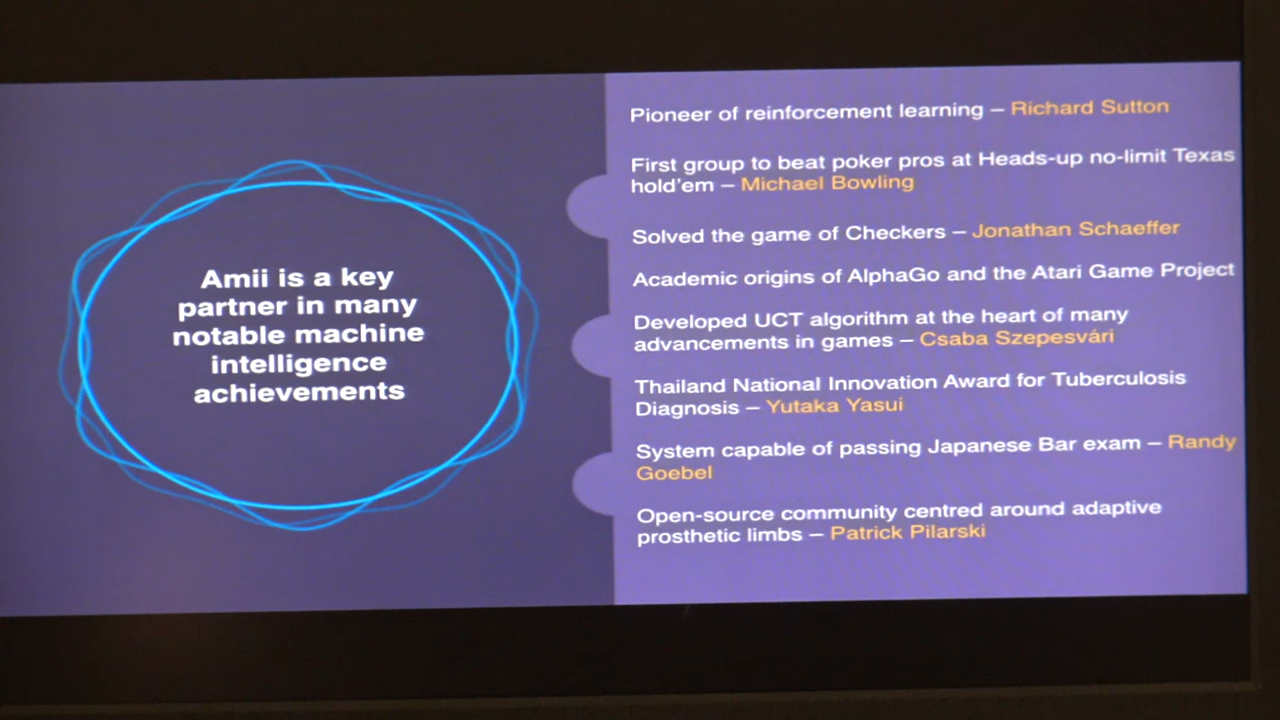 Amii is a key
partner in many
notable machine
intelligence
achievements
Pioneer of reinforcement learning – Richard Sutton
First group to beat poker pros at Heads-up no-limit Texas
hold'em – Michael Bowling
Solved the game of Checkers – Jonathan Schaeffer
Academic origins of AlphaGo and the Atari Game Project
Developed UCT algorithm at the heart of many
advancements in games – Csaba Szepesvári
Thailand National Innovation Award for Tuberculosis
Diagnosis – Yutaka Yasui
System capable of passing Japanese Bar exam – Randy
Goebel
Open-source community centred around adaptive
prosthetic limbs – Patrick Pilarski